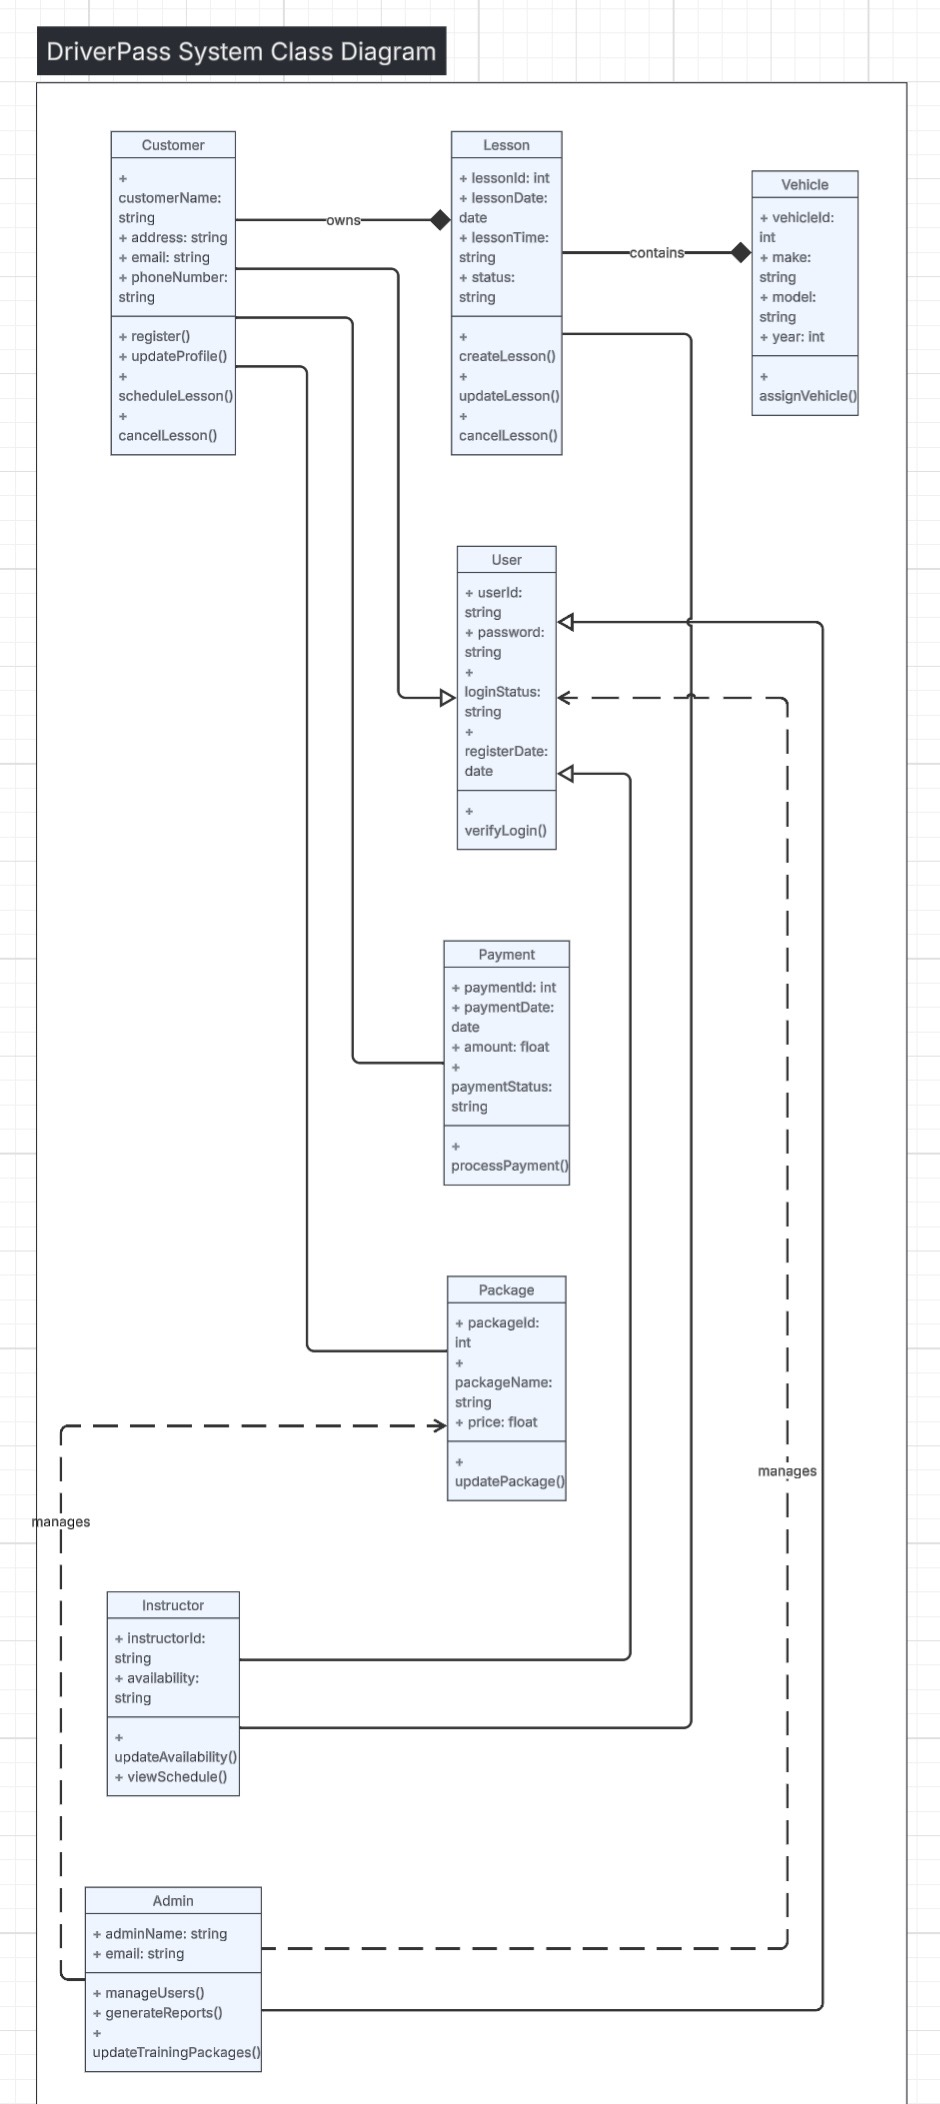 DriverPass System Class Diagram
Customer
+
customerName:
string
+ address: string
+ email: string
+ phoneNumber:
string
+ register()
+ updateProfile()
+
scheduleLesson()
+
cancelLesson()
owns
Lesson
+ lessonId: int
+ lessonDate:
date
+ lessonTime:
string
+ status:
string
+
createLesson()
+
updateLesson()
+
cancelLesson()
contains
Vehicle
+ vehicleId:
int
+ make:
string
+ model:
string
+ year: int
+
assignVehicle()
User
+ userId:
string
+ password:
string
+
loginStatus:
string
+
registerDate:
date
+
verifyLogin()
Payment
+ paymentId: int
+ paymentDate:
date
+ amount: float
+
paymentStatus:
string
+
processPayment()
Package
+ packageId:
int
+
packageName:
string
+ price: float
+
updatePackage()
manages
manages
Instructor
+ instructorId:
string
+ availability:
string
+
updateAvailability()
+ viewSchedule()
Admin
+ adminName: string
+ email: string
+ manageUsers()
+ generateReports()
+
updateTrainingPackages()